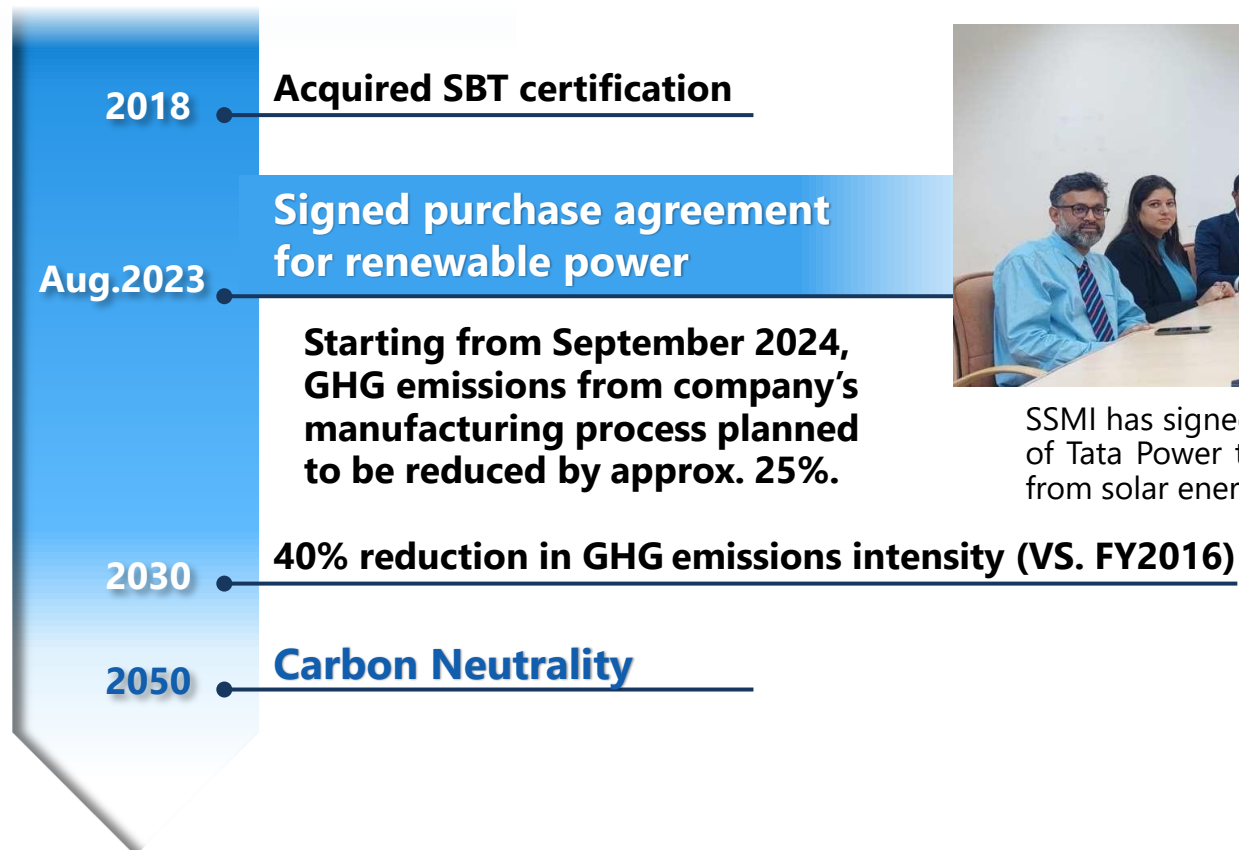 2018
Acquired SBT certification
Aug.2023
Signed purchase agreement
for renewable power
Starting from September 2024,
GHG emissions from company's
manufacturing process planned
to be reduced by approx. 25%.
SSMI has signed
of Tata Power
from solar
2030
40% reduction in GHG emissions intensity (VS. FY2016)
2050
Carbon Neutrality